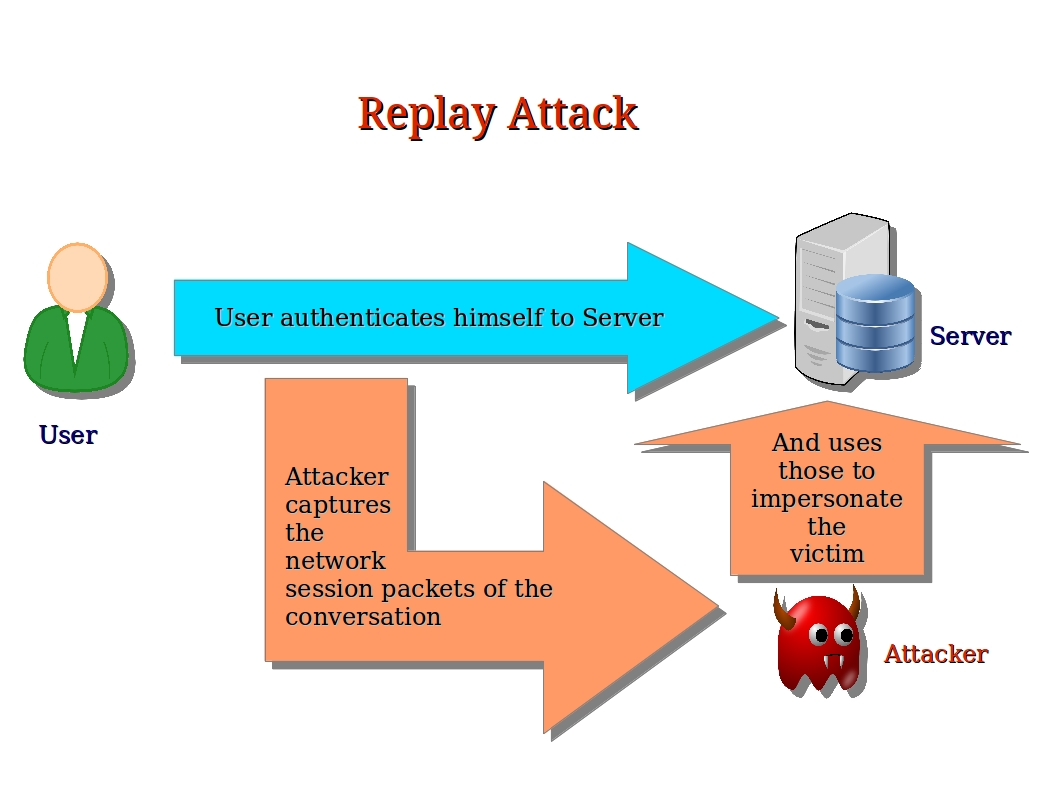 Replay Attack
User authenticates himself to Server
Server
User
Attacker
captures
the
network
session packets of the
conversation
And uses
those to
impersonate
the
victim
Attacker